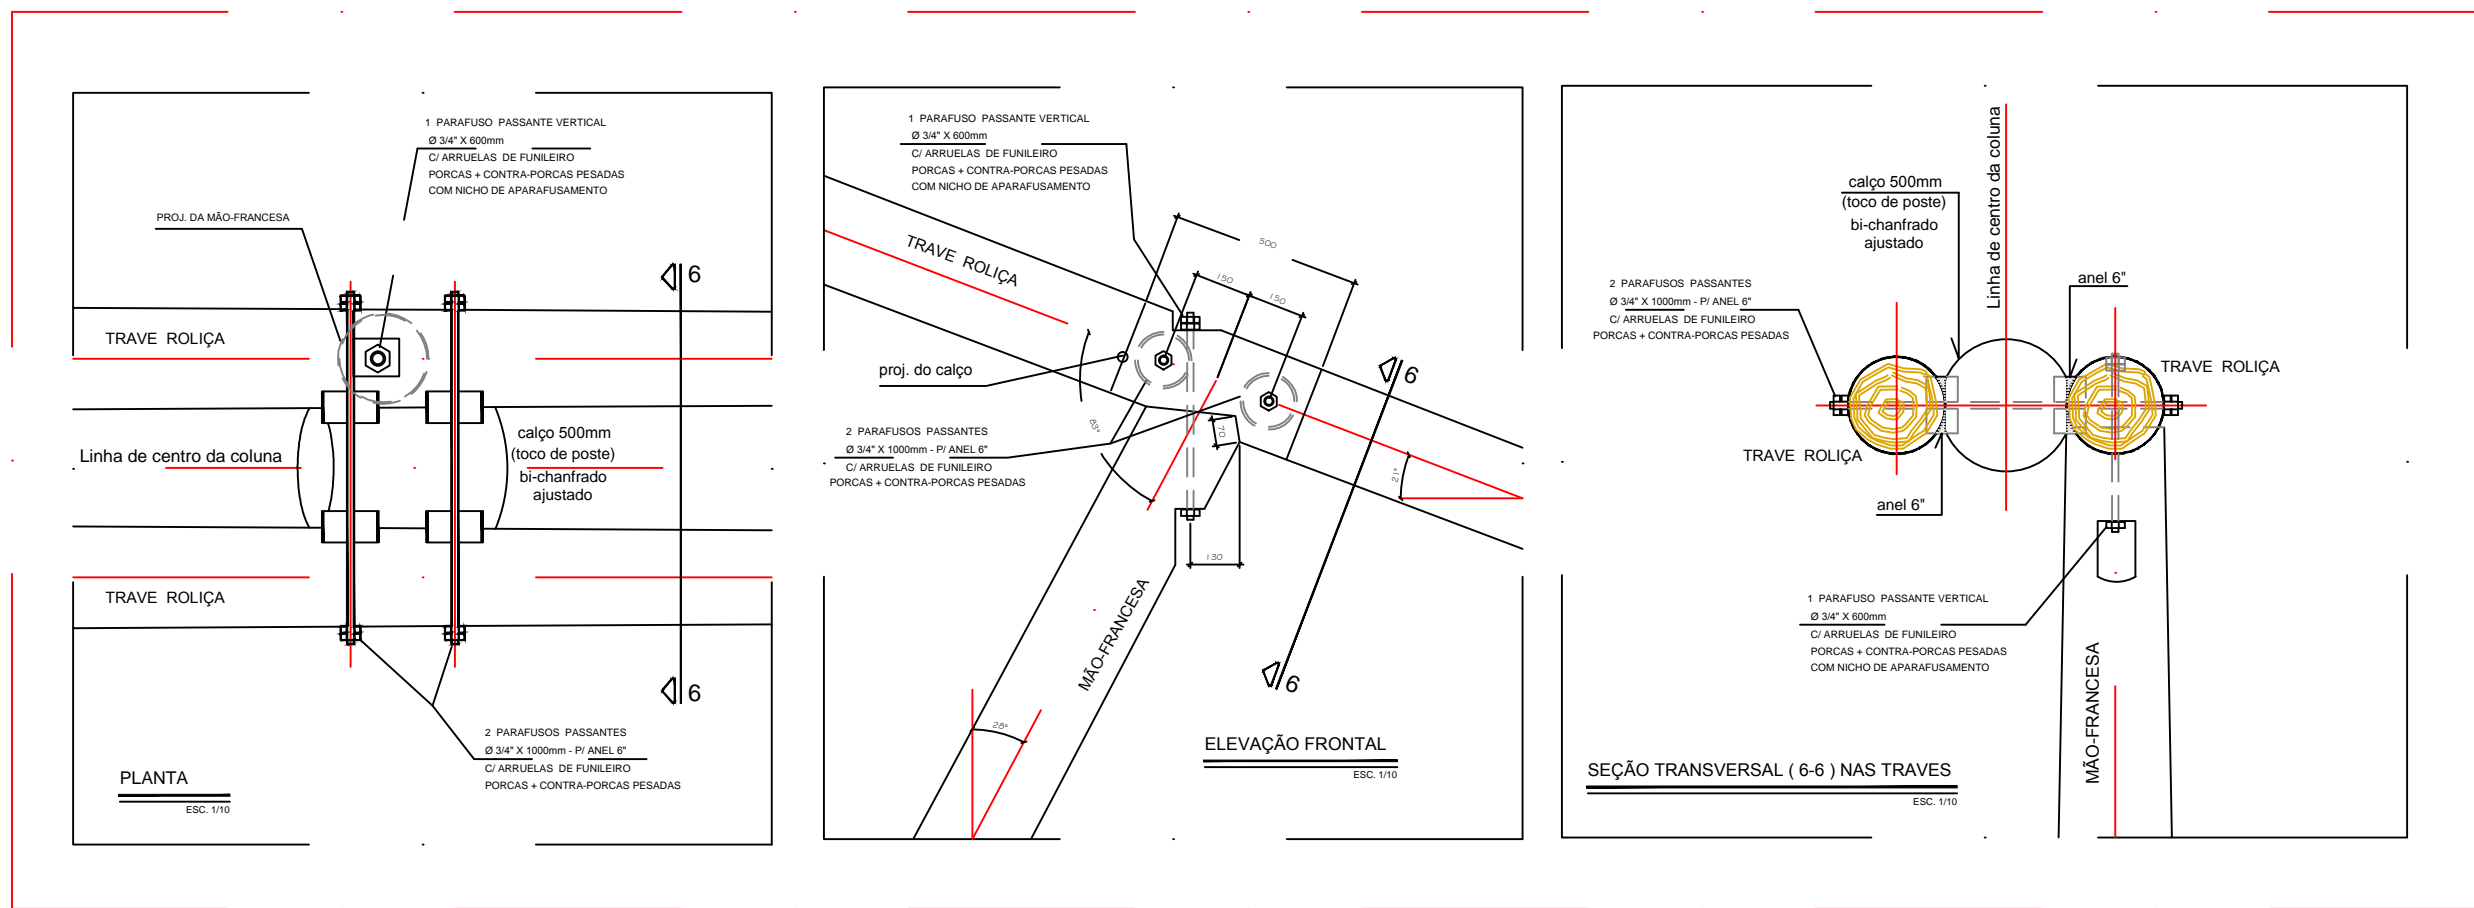 1 PARAFUSO PASSANTE VERTICAL
Ø 3/4" X 600mm
C/ ARRUELAS DE FUNILEIRO
PORCAS + CONTRA-PORCAS PESADAS
COM NICHO DE APARAFUSAMENTO
PROJ. DA MÃO-FRANCESA
6
TRAVE ROLIÇA
Linha de centro da coluna
calço 500mm
(toco de poste)
bi-chanfrado
ajustado
TRAVE ROLIÇA
6
2 PARAFUSOS PASSANTES
Ø 3/4" X 1000mm - P/ ANEL 6"
C/ ARRUELAS DE FUNILEIRO
PORCAS + CONTRA-PORCAS PESADAS
PLANTA
ESC. 1/10
1 PARAFUSO PASSANTE VERTICAL
Ø 3/4" X 600mm
C/ ARRUELAS DE FUNILEIRO
PORCAS + CONTRA-PORCAS PESADAS
COM NICHO DE APARAFUSAMENTO
TRAVE ROLIÇA
500
150
150
proj. do calço
6
83°
70
2 PARAFUSOS PASSANTES
Ø 3/4" X 1000mm - P/ ANEL 6"
C/ ARRUELAS DE FUNILEIRO
PORCAS + CONTRA-PORCAS PESADAS
21°
130
MÃO-FRANCESA
6
28°
ELEVAÇÃO FRONTAL
ESC. 1/10
Linha de centro da coluna
calço 500mm
(toco de poste)
bi-chanfrado
ajustado
anel 6"
2 PARAFUSOS PASSANTES
Ø 3/4" X 1000mm - P/ ANEL 6"
C/ ARRUELAS DE FUNILEIRO
PORCAS + CONTRA-PORCAS PESADAS
TRAVE ROLIÇA
TRAVE ROLIÇA
anel 6"
1 PARAFUSO PASSANTE VERTICAL
Ø 3/4" X 600mm
C/ ARRUELAS DE FUNILEIRO
PORCAS + CONTRA-PORCAS PESADAS
COM NICHO DE APARAFUSAMENTO
MÃO-FRANCESA
SEÇÃO TRANSVERSAL ( 6-6 ) NAS TRAVES
ESC. 1/10